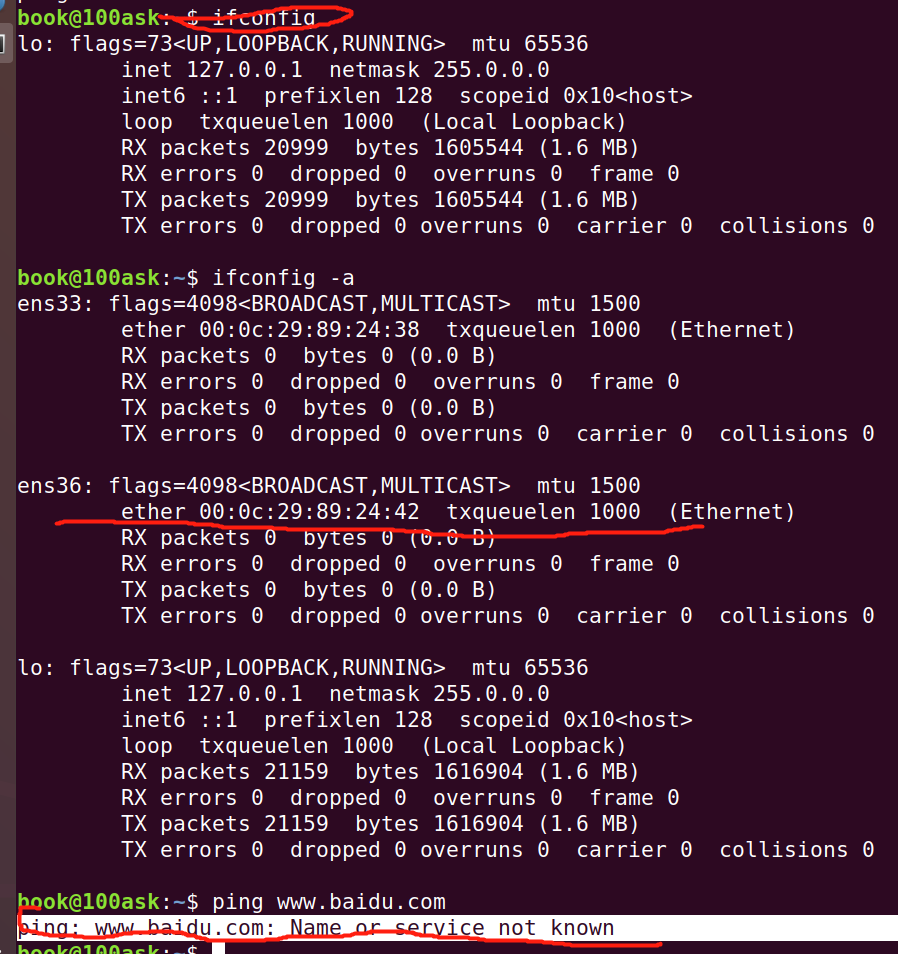 book@100ask:~$ ifconfig
lo: flags=73<UP,LOOPBACK,RUNNING>  mtu 65536
        inet 127.0.0.1  netmask 255.0.0.0
        inet6 ::1  prefixlen 128  scopeid 0x10<host>
        loop  txqueuelen 1000  (Local Loopback)
        RX packets 20999  bytes 1605544 (1.6 MB)
        RX errors 0  dropped 0  overruns 0  frame 0
        TX packets 20999  bytes 1605544 (1.6 MB)
        TX errors 0  dropped 0 overruns 0  carrier 0  collisions 0
book@100ask:~$ ifconfig -a
ens33: flags=4098<BROADCAST,MULTICAST>  mtu 1500
        ether 00:0c:29:89:24:38  txqueuelen 1000  (Ethernet)
        RX packets 0  bytes 0 (0.0 B)
        RX errors 0  dropped 0  overruns 0  frame 0
        TX packets 0  bytes 0 (0.0 B)
        TX errors 0  dropped 0 overruns 0  carrier 0  collisions 0
ens36: flags=4098<BROADCAST,MULTICAST>  mtu 1500
        ether 00:0c:29:89:24:42  txqueuelen 1000  (Ethernet)
        RX packets 0  bytes 0 (0.0 B)
        RX errors 0  dropped 0  overruns 0  frame 0
        TX packets 0  bytes 0 (0.0 B)
        TX errors 0  dropped 0 overruns 0  carrier 0  collisions 0
lo: flags=73<UP,LOOPBACK,RUNNING>  mtu 65536
        inet 127.0.0.1  netmask 255.0.0.0
        inet6 ::1  prefixlen 128  scopeid 0x10<host>
        loop  txqueuelen 1000  (Local Loopback)
        RX packets 21159  bytes 1616904 (1.6 MB)
        RX errors 0  dropped 0  overruns 0  frame 0
        TX packets 21159  bytes 1616904 (1.6 MB)
        TX errors 0  dropped 0 overruns 0  carrier 0  collisions 0
book@100ask:~$ ping www.baidu.com
ping: www.baidu.com: Name or service not known
book@100ask:~$